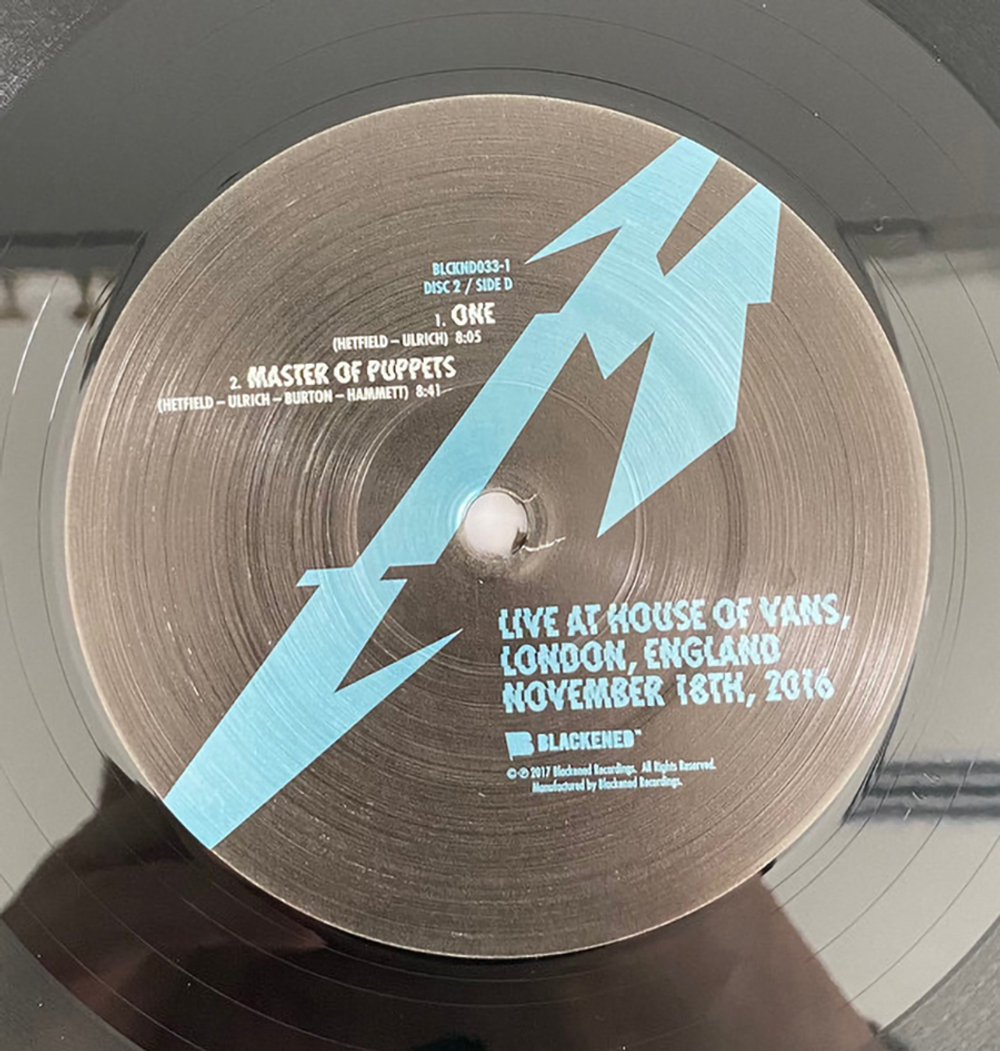 BLCKND033-1
DISC 2 / SIDE D
1. ONE
(HETFIELD – ULRICH) 8:05
2. MASTER OF PUPPETS
(HETFIELD – ULRICH – BURTON – HAMMETT) 8:41
LIVE AT HOUSE OF VANS,
LONDON, ENGLAND
NOVEMBER 18TH, 2016
BLACKENED™
©℗ 2017 Blackened Recordings. All Rights Reserved.
Manufactured by Blackened Recordings.